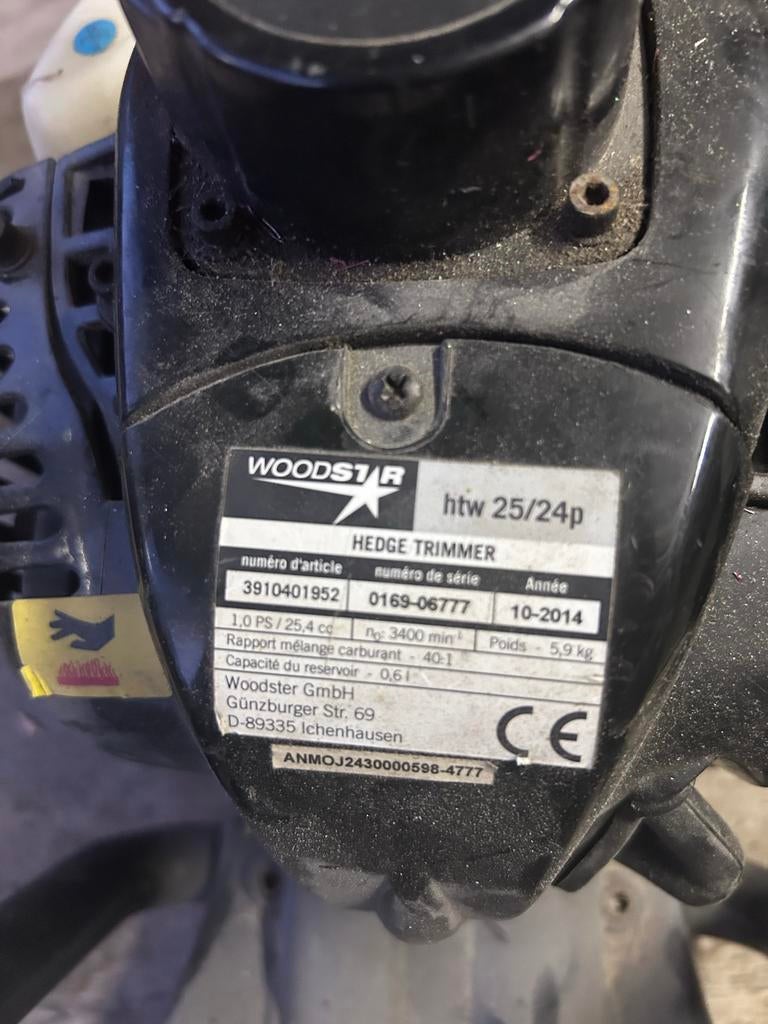 WOODSTAR
htw 25/24p
HEDGE TRIMMER
numéro d'article numéro de série Année
3910401952 0169-06777 10-2014
1,0 PS / 25,4 cc n₀: 3400 min⁻¹ Poids - 5,9 kg
Rapport mélange carburant - 40:1
Capacité du reservoir - 0,6 l
Woodster GmbH
Günzburger Str. 69
D-89335 Ichenhausen
CE
ANMOJ2430000598-4777